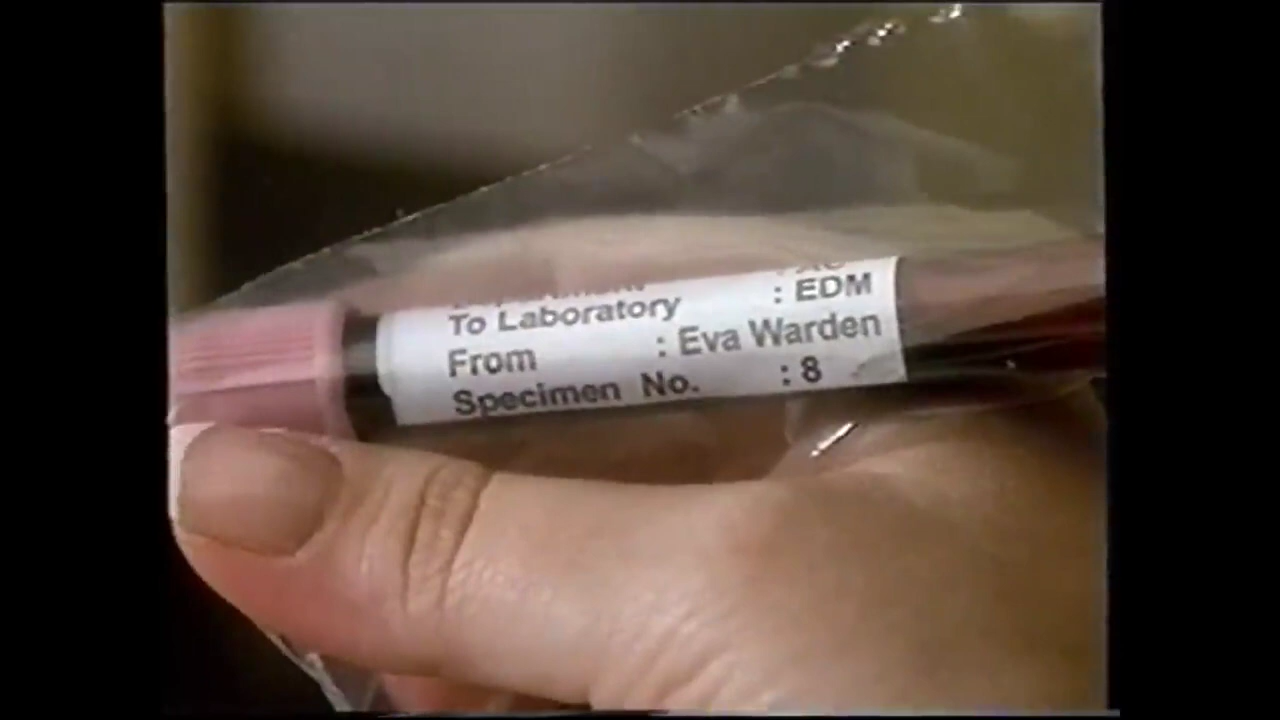 To Laboratory : EDM
From : Eva Warden
Specimen No. : 8